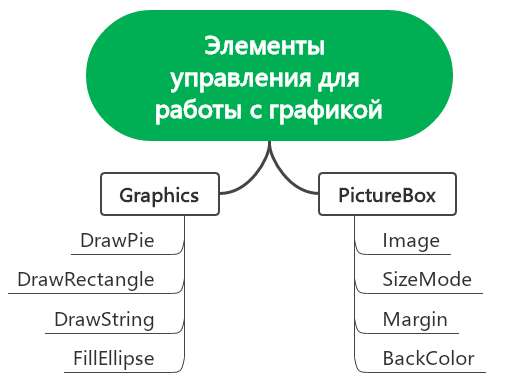 Элементы
управления для
работы с графикой
Graphics
DrawPie
DrawRectangle
DrawString
FillEllipse
PictureBox
Image
SizeMode
Margin
BackColor